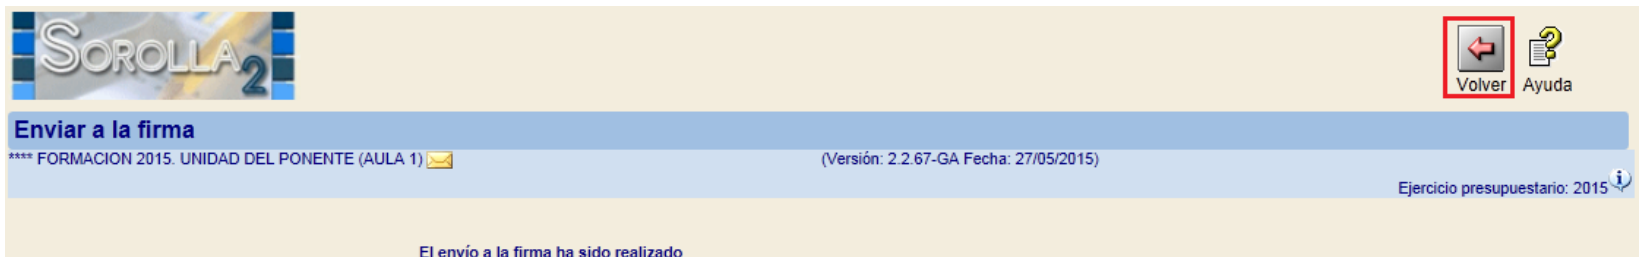 SOROLLA2
Volver Ayuda
Enviar a la firma
**** FORMACION 2015. UNIDAD DEL PONENTE (AULA 1) (Versión: 2.2.67-GA Fecha: 27/05/2015)
Ejercicio presupuestario: 2015
El envío a la firma ha sido realizado